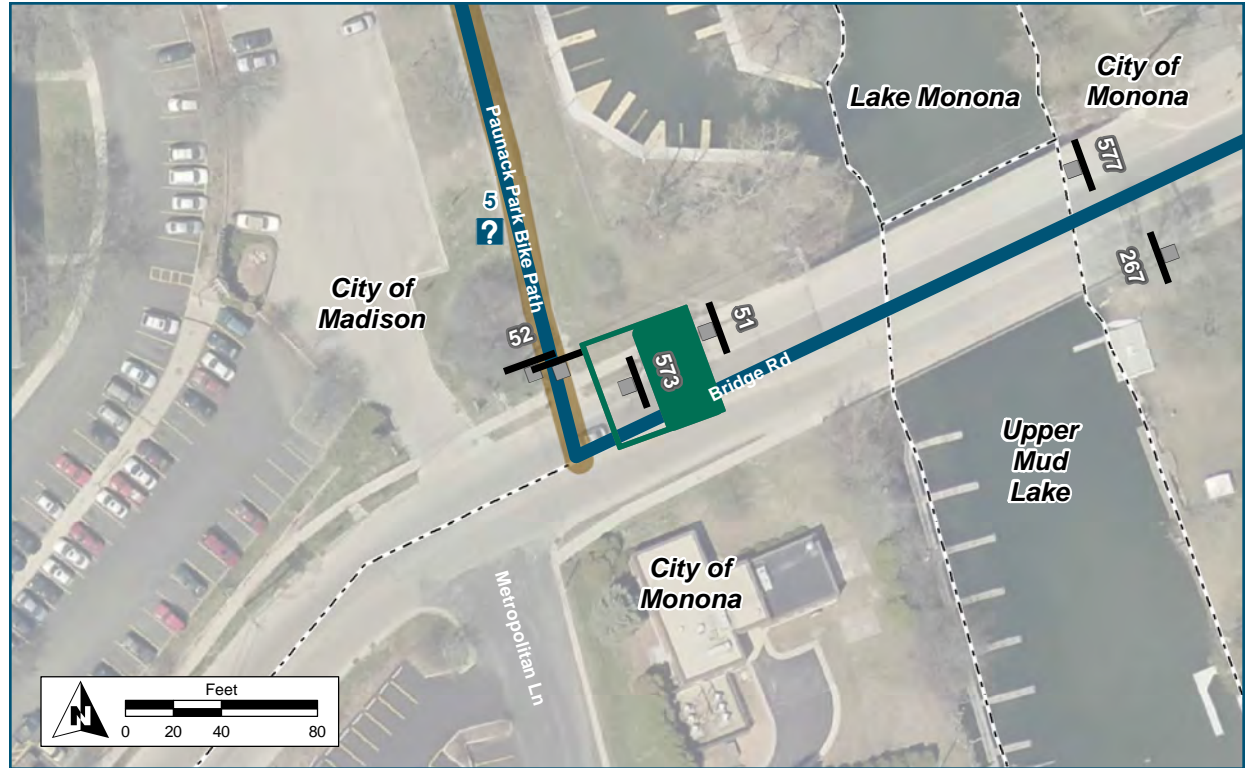 Lake Monona
City of
Monona
Paunack Park Bike Path
5
?
577
267
City of
Madison
52
51
573
Bridge Rd
Upper
Mud
Lake
City of
Monona
Metropolitan Ln
Feet
N
0 20 40 80